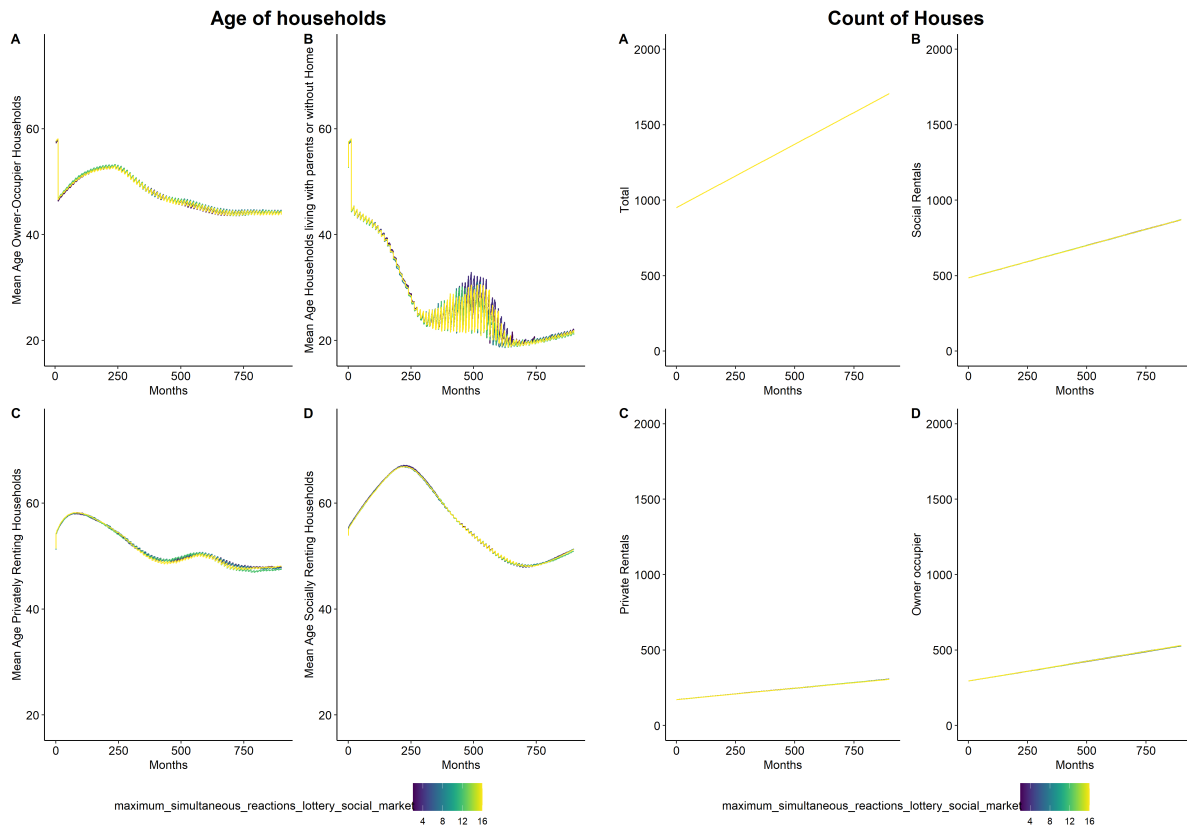 Age of households
Count of Houses
A
Mean Age Owner-Occupier Households
60
40
20
0 250 500 750
Months
B
Mean Age Households living with parents or without Home
60
40
20
0 250 500 750
Months
A
Total
2000
1500
1000
500
0
0 250 500 750
Months
B
Social Rentals
2000
1500
1000
500
0
0 250 500 750
Months
C
Mean Age Privately Renting Households
60
40
20
0 250 500 750
Months
D
Mean Age Socially Renting Households
60
40
20
0 250 500 750
Months
C
Private Rentals
2000
1500
1000
500
0
0 250 500 750
Months
D
Owner occupier
2000
1500
1000
500
0
0 250 500 750
Months
maximum_simultaneous_reactions_lottery_social_market
4 8 12 16
maximum_simultaneous_reactions_lottery_social_market
4 8 12 16